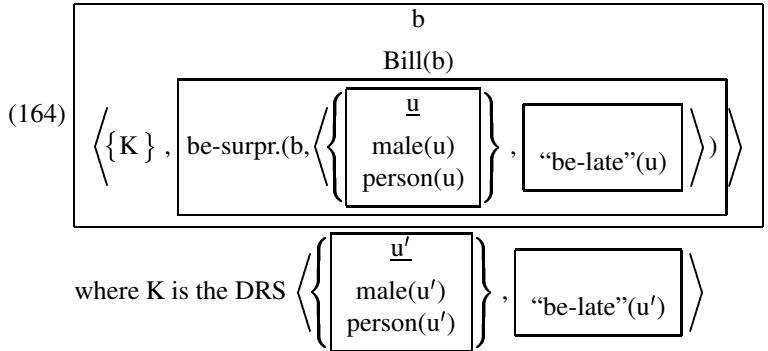 b
Bill(b)
(164) ⟨{K} , be-surpr.(b,⟨{ u male(u) person(u) } , “be-late”(u) ⟩)⟩
where K is the DRS ⟨{ u′ male(u′) person(u′) } , “be-late”(u′) ⟩